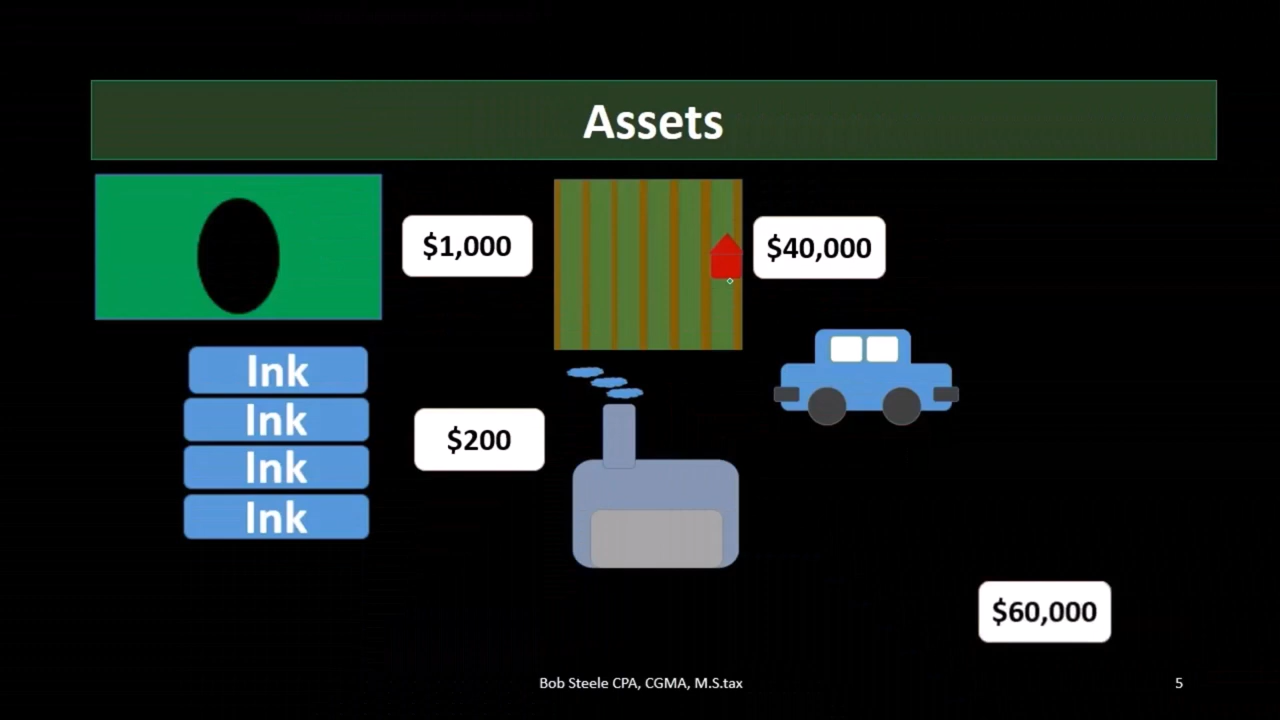 Assets
$1,000
$40,000
Ink
Ink
Ink
Ink
$200
$60,000
Bob Steele CPA, CGMA, M.S.tax
5